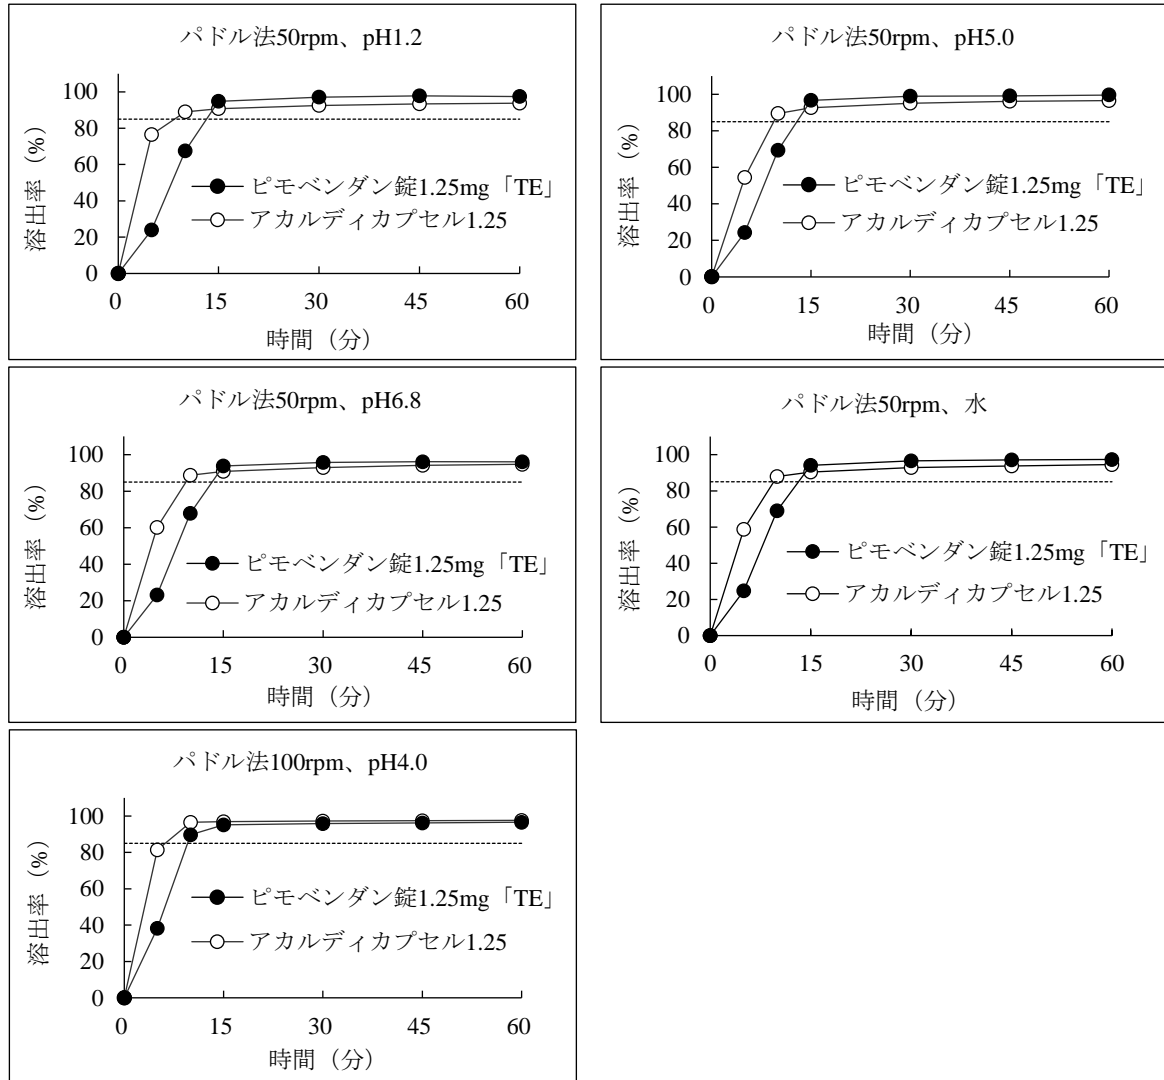 パドル法50rpm、pH1.2
溶出率（%）
100
80
60
40
20
0
ピモベンダン錠1.25mg「TE」
アカルディカプセル1.25
0 15 30 45 60
時間（分）
パドル法50rpm、pH5.0
溶出率（%）
100
80
60
40
20
0
ピモベンダン錠1.25mg「TE」
アカルディカプセル1.25
0 15 30 45 60
時間（分）
パドル法50rpm、pH6.8
溶出率（%）
100
80
60
40
20
0
ピモベンダン錠1.25mg「TE」
アカルディカプセル1.25
0 15 30 45 60
時間（分）
パドル法50rpm、水
溶出率（%）
100
80
60
40
20
0
ピモベンダン錠1.25mg「TE」
アカルディカプセル1.25
0 15 30 45 60
時間（分）
パドル法100rpm、pH4.0
溶出率（%）
100
80
60
40
20
0
ピモベンダン錠1.25mg「TE」
アカルディカプセル1.25
0 15 30 45 60
時間（分）